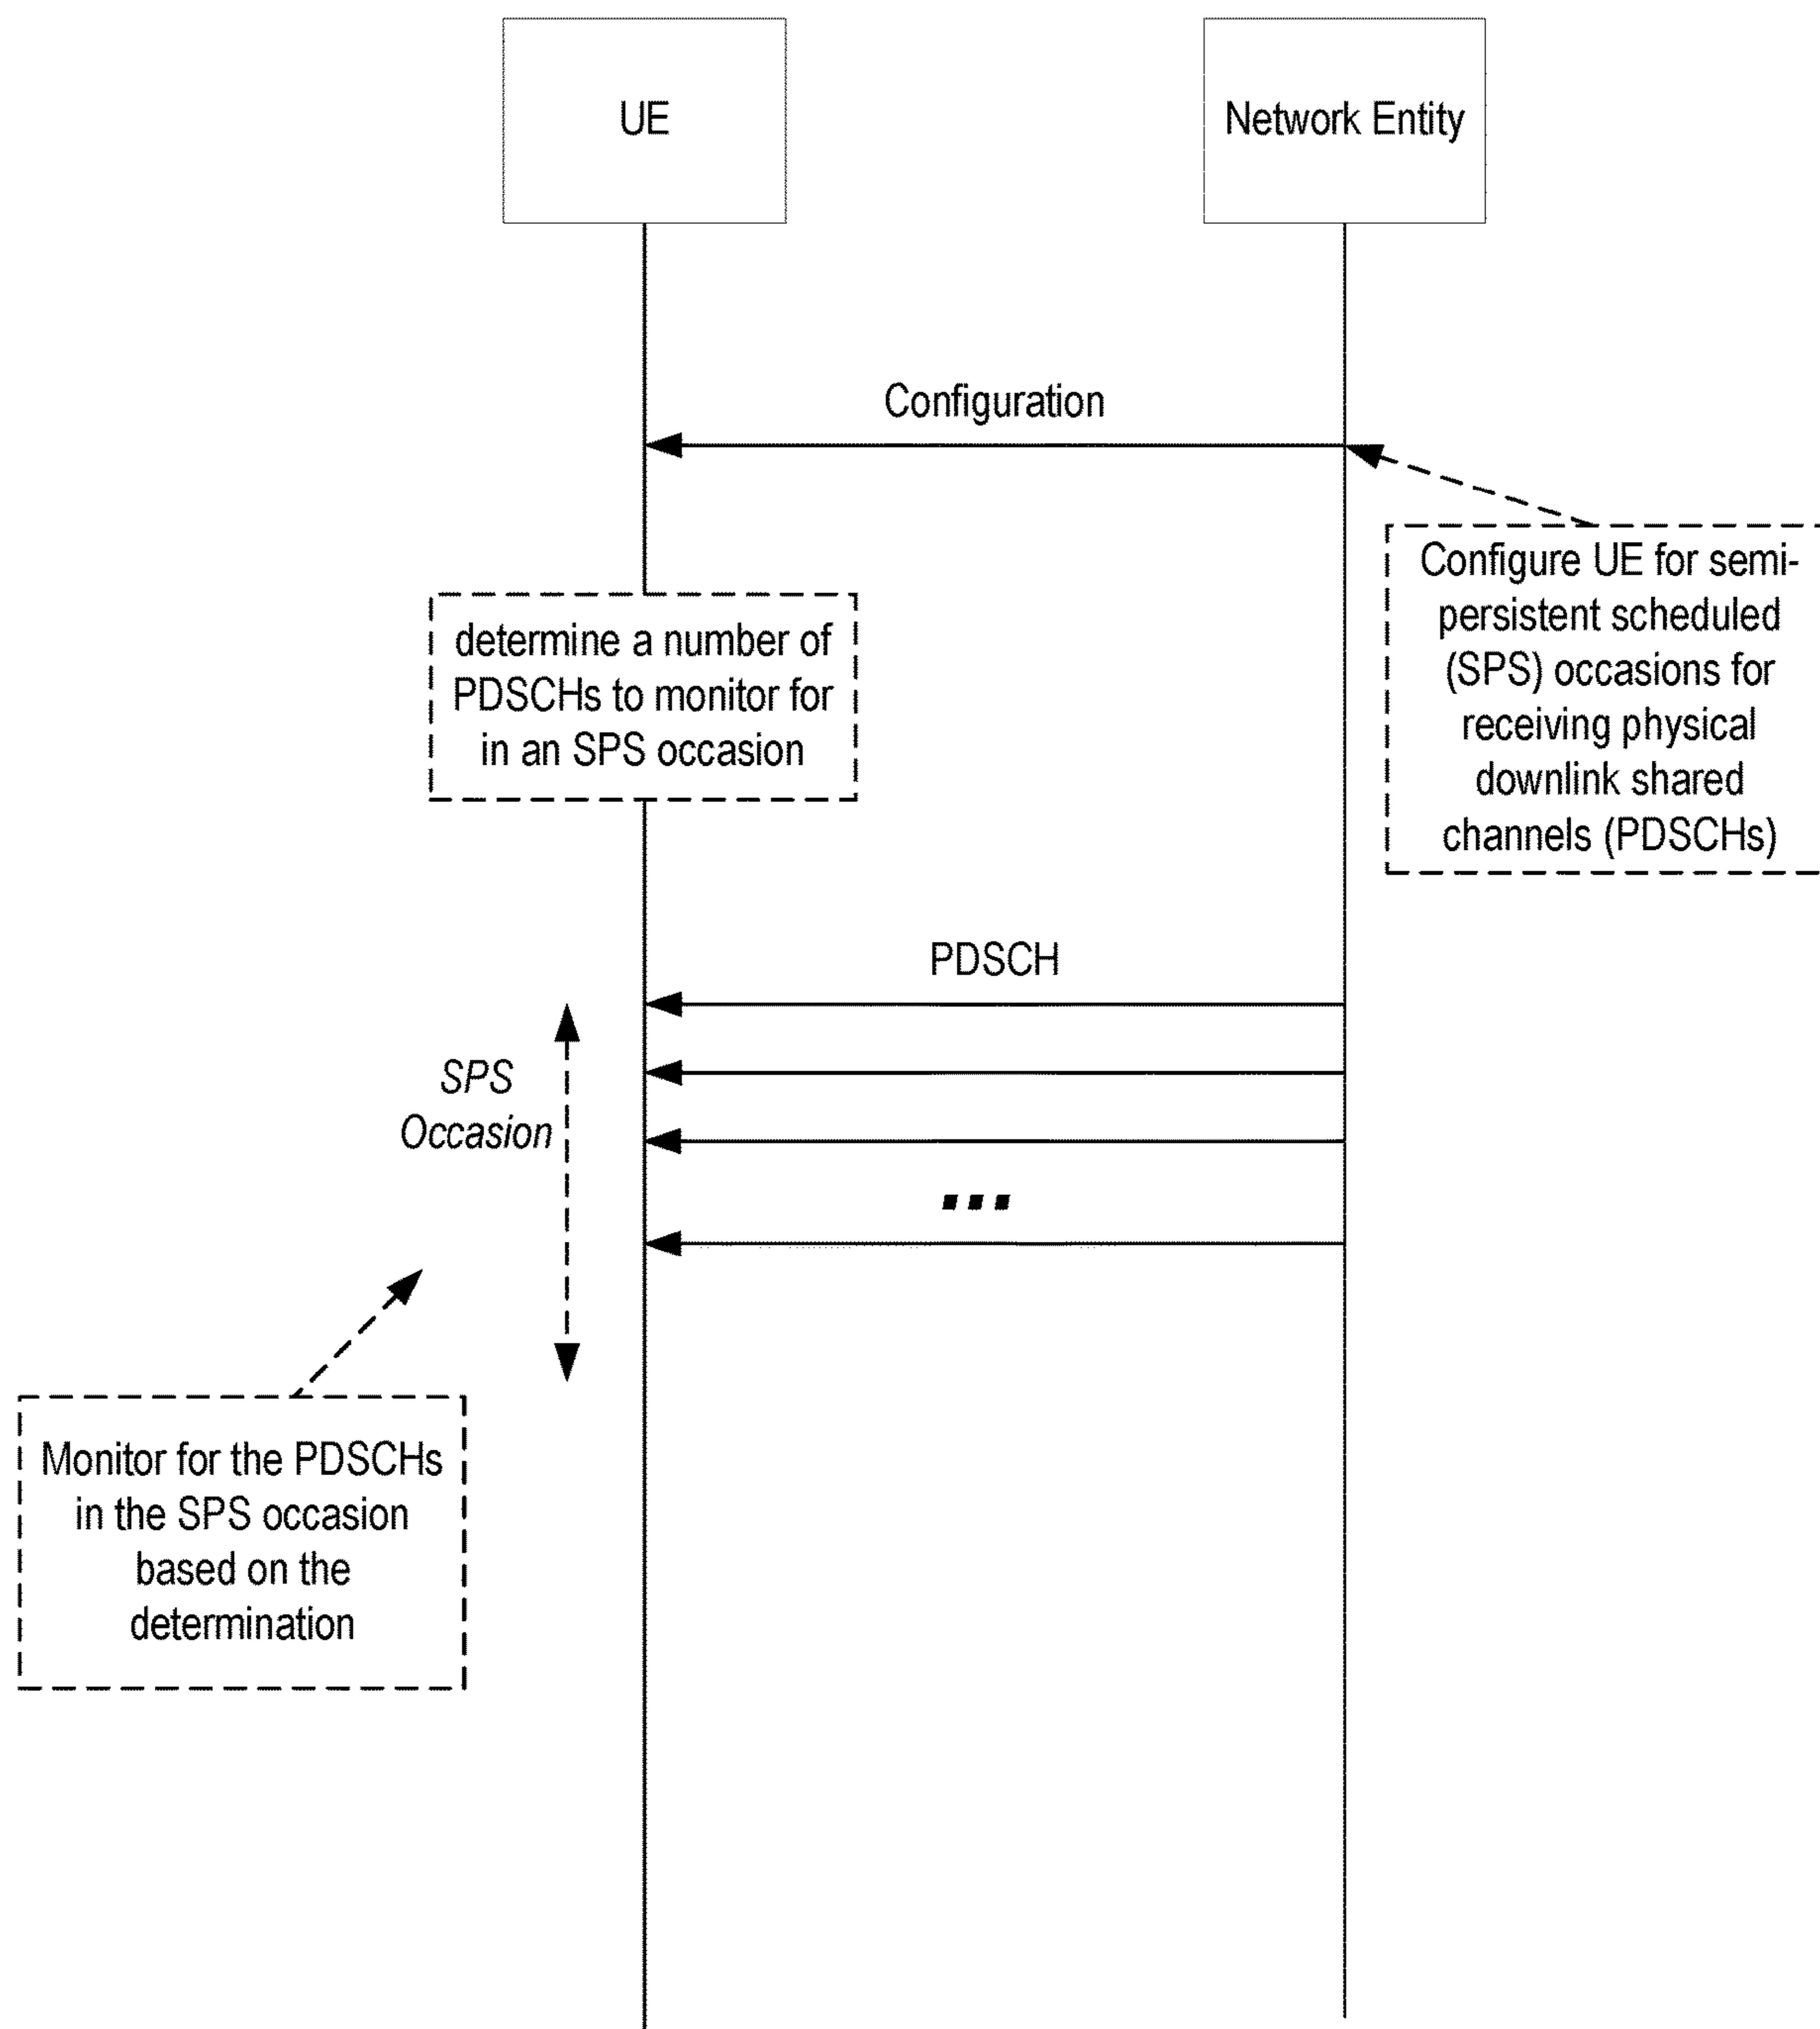 UE
Network Entity
Configuration
Configure UE for semi-
persistent scheduled
(SPS) occasions for
receiving physical
downlink shared
channels (PDSCHs)
determine a number of
PDSCHs to monitor for
in an SPS occasion
PDSCH
SPS
Occasion
...
Monitor for the PDSCHs
in the SPS occasion
based on the
determination